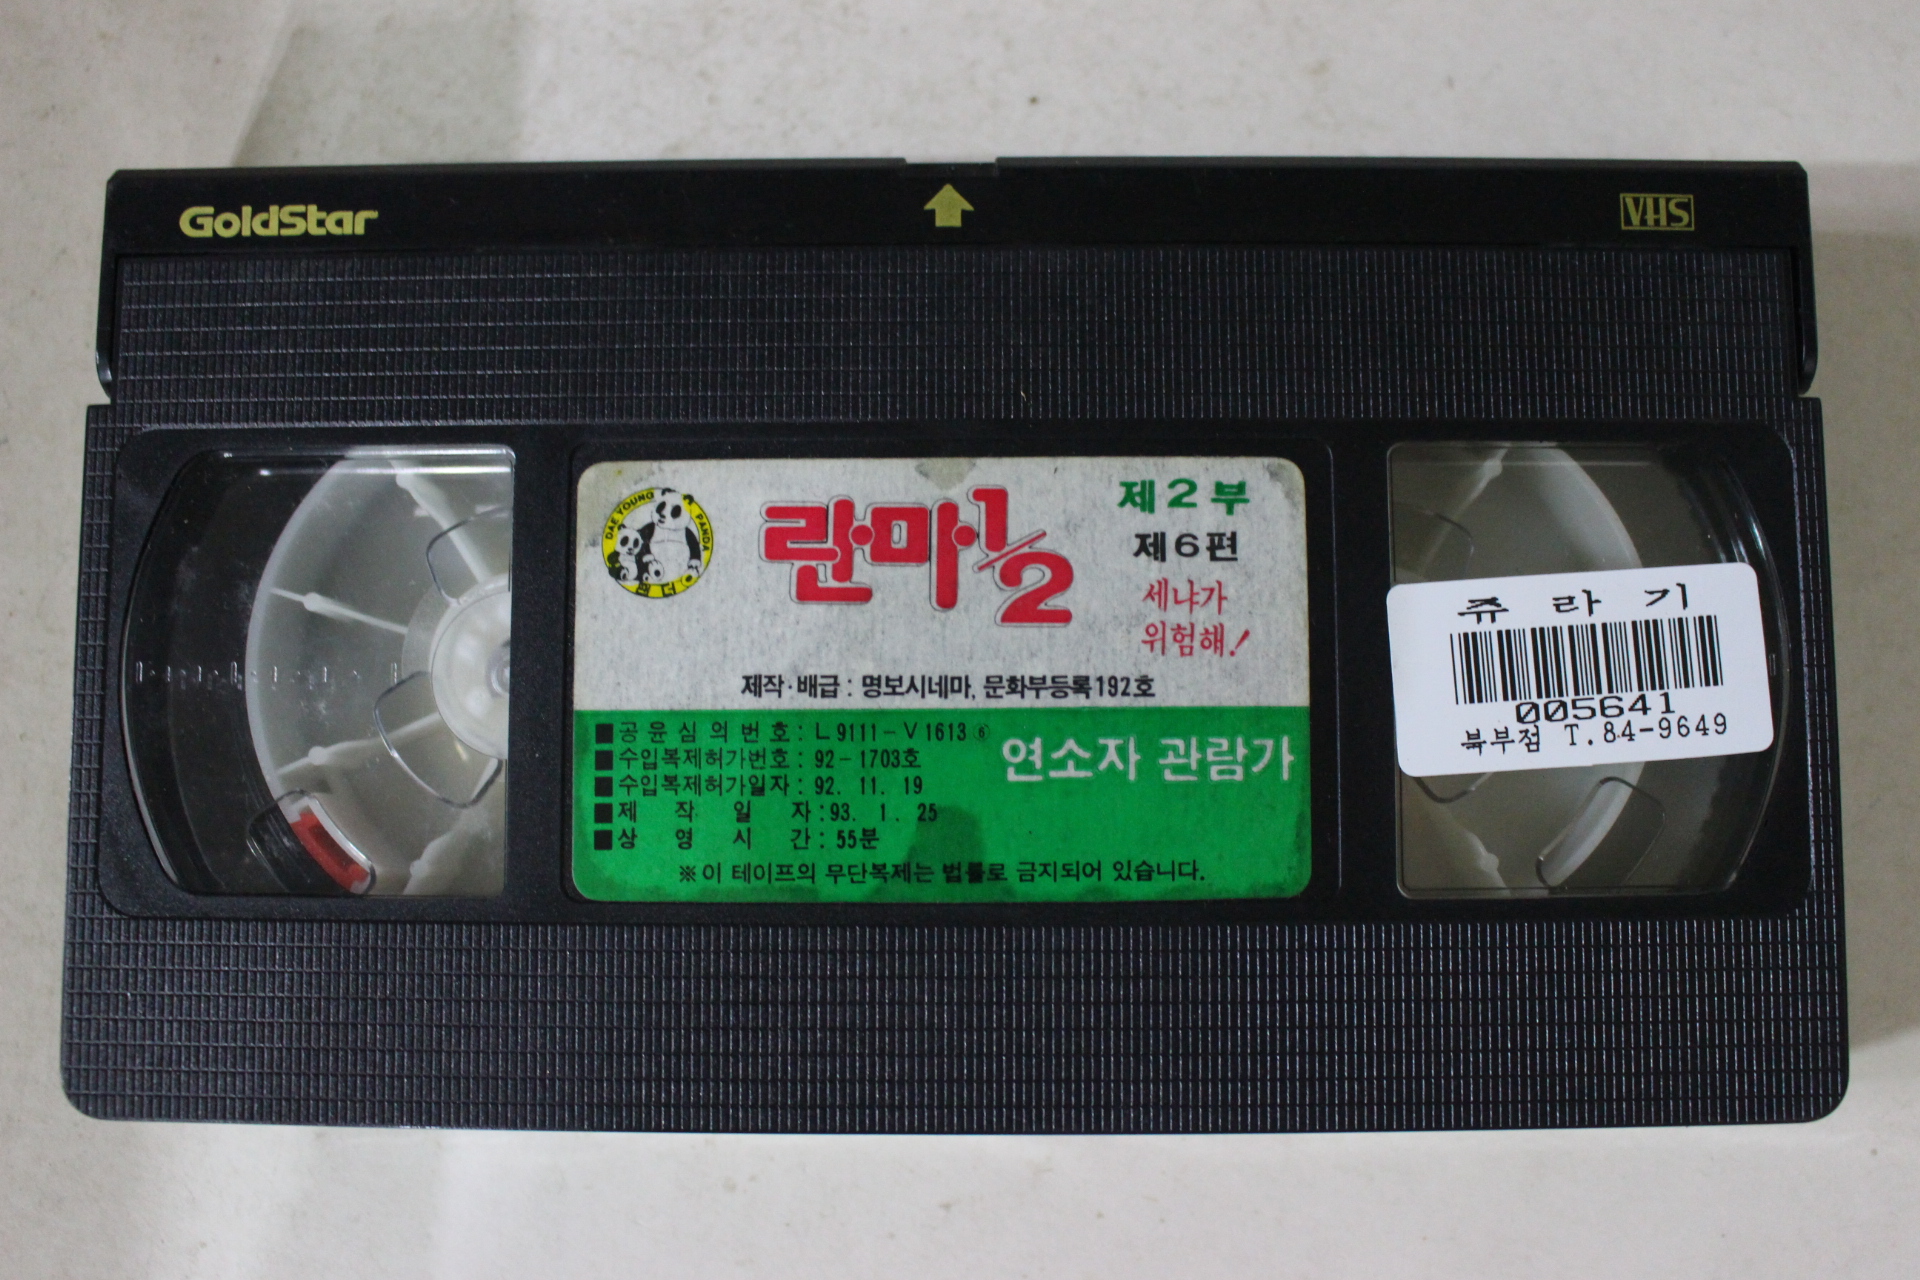 GoldStar
VHS
DAE YOUNG PANDA
란마1/2
제2부
제6편
세냐가
위험해!
제작·배급 : 명보시네마, 문화부등록192호
■공윤심의번호 : L9111-V1613⑥
■수입복제허가번호 : 92-1703호
■수입복제허가일자 : 92. 11. 19
■제작일자 : 93. 1. 25
■상영시간 : 55분
연소자 관람가
※이 테이프의 무단복제는 법률로 금지되어 있습니다.
쥬라기
005641
북부점 T.84-9649